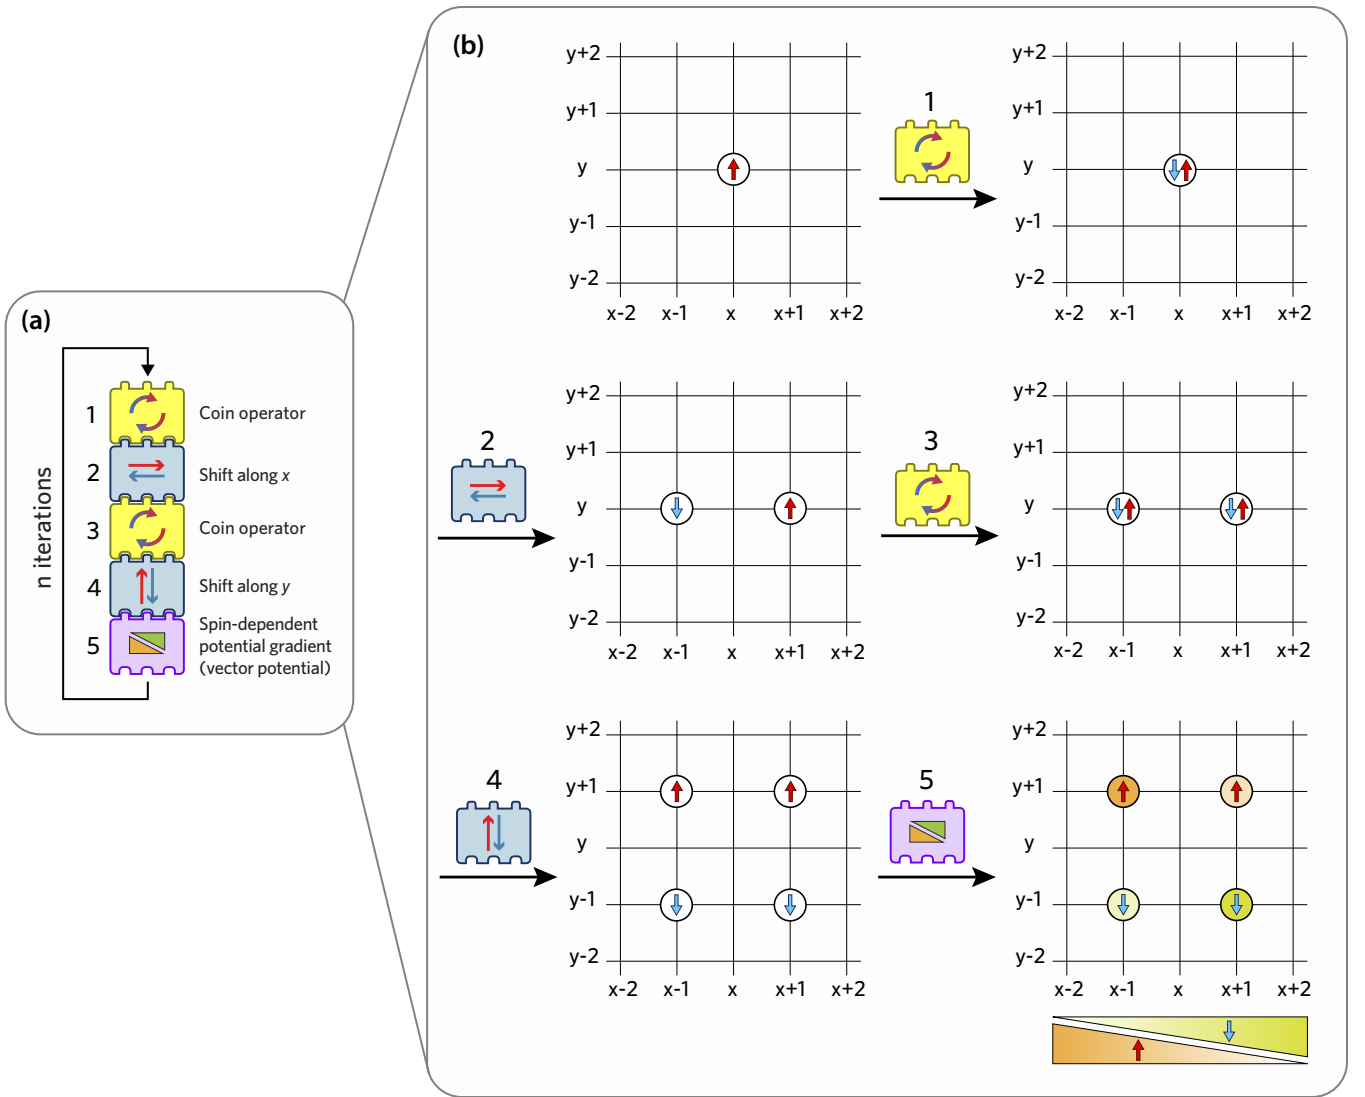 (a)
n iterations
1 Coin operator
2 Shift along x
3 Coin operator
4 Shift along y
5 Spin-dependent
potential gradient
(vector potential)
(b)
y+2
y+1
y
y-1
y-2
x-2 x-1 x x+1 x+2
1
y+2
y+1
y
y-1
y-2
x-2 x-1 x x+1 x+2
2
y+2
y+1
y
y-1
y-2
x-2 x-1 x x+1 x+2
3
y+2
y+1
y
y-1
y-2
x-2 x-1 x x+1 x+2
4
y+2
y+1
y
y-1
y-2
x-2 x-1 x x+1 x+2
5
y+2
y+1
y
y-1
y-2
x-2 x-1 x x+1 x+2